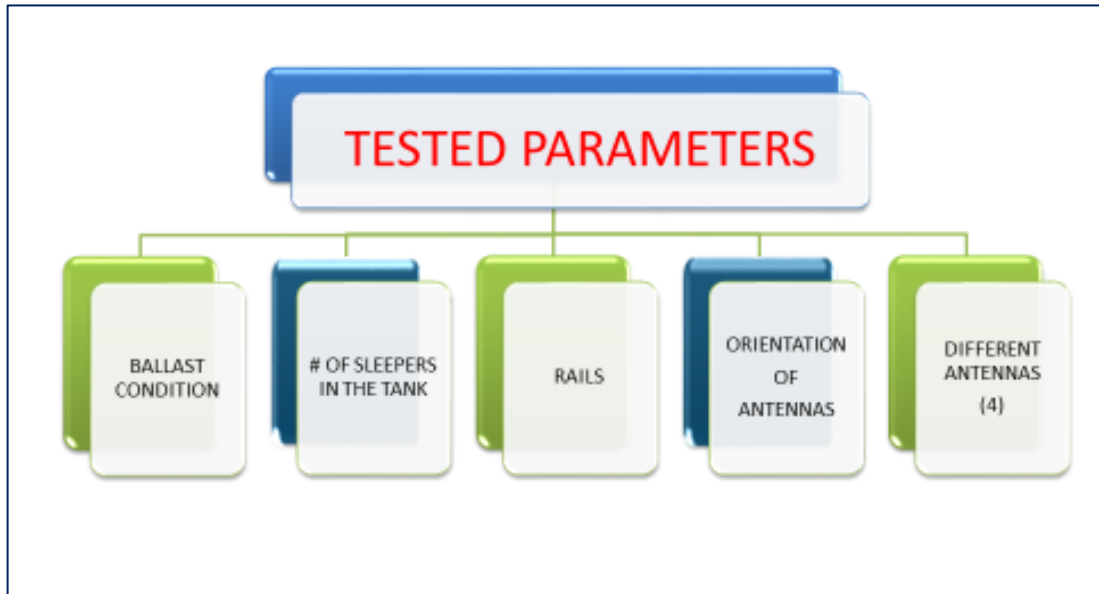 TESTED PARAMETERS
BALLAST
CONDITION
# OF SLEEPERS
IN THE TANK
RAILS
ORIENTATION
OF
ANTENNAS
DIFFERENT
ANTENNAS
(4)